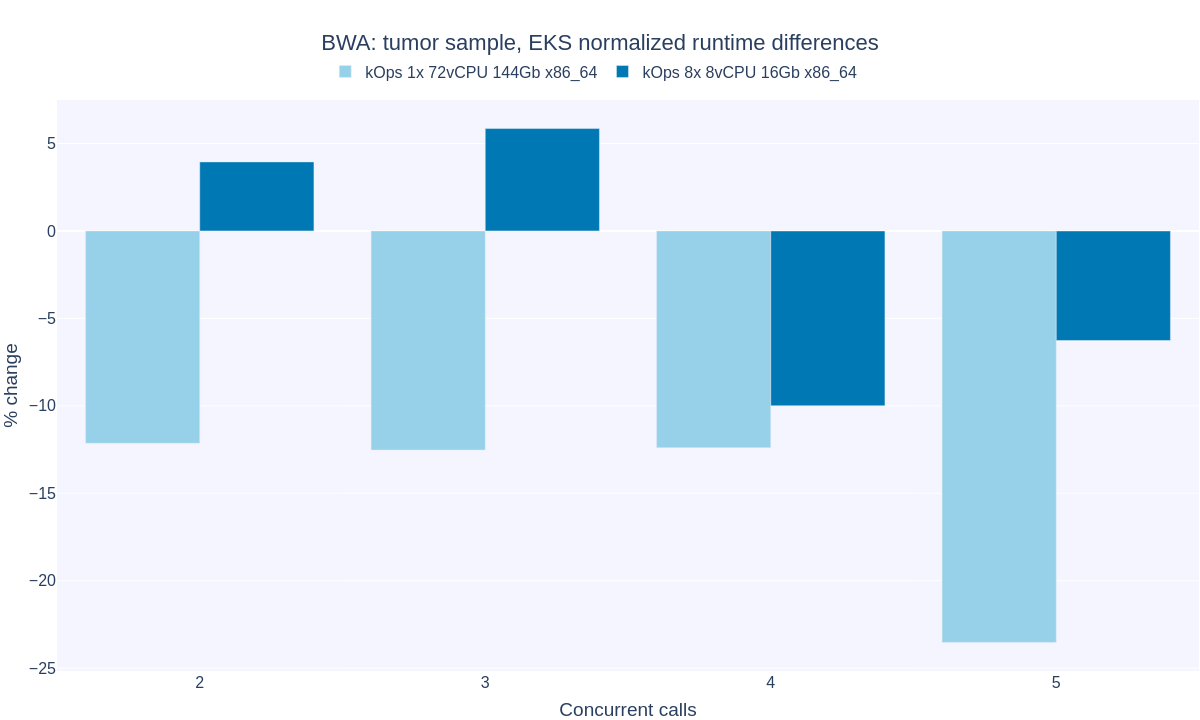 BWA: tumor sample, EKS normalized runtime differences
kOps 1x 72vCPU 144Gb x86_64 kOps 8x 8vCPU 16Gb x86_64
5
0
−5
−10
−15
−20
−25
% change
2 3 4 5
Concurrent calls